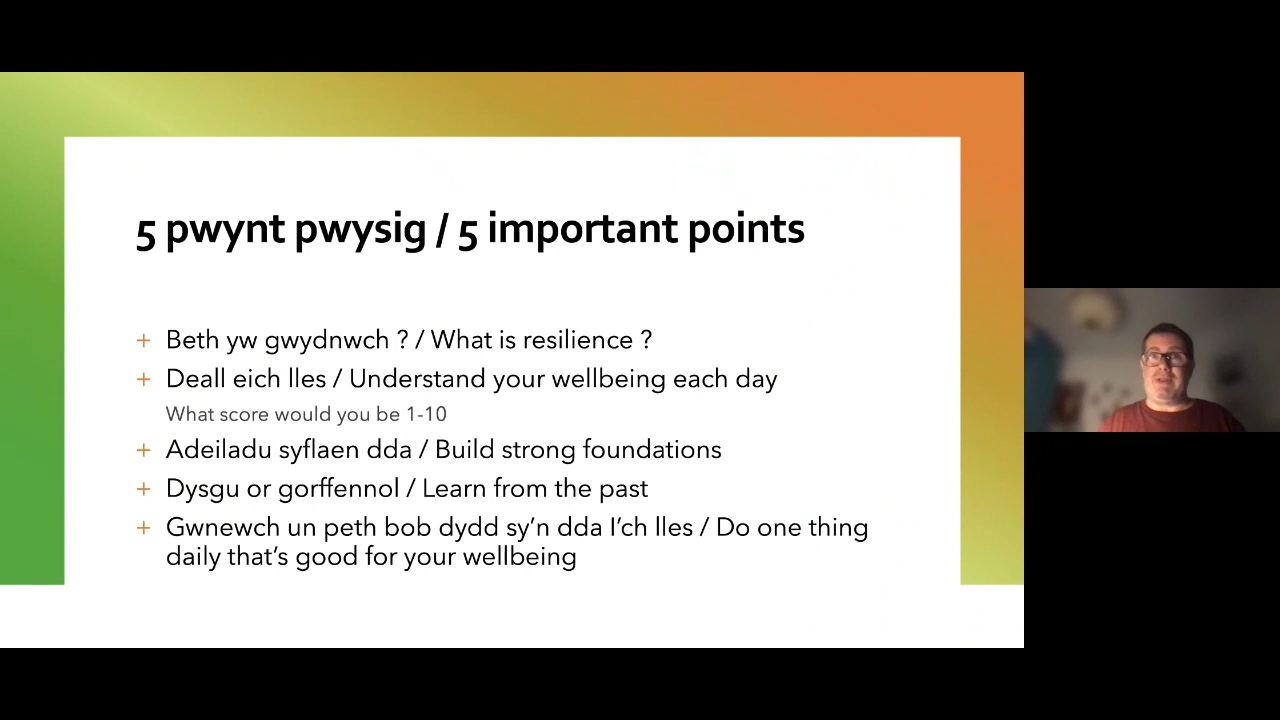 5 pwynt pwysig / 5 important points
+ Beth yw gwydnwch ? / What is resilience ?
+ Deall eich lles / Understand your wellbeing each day
What score would you be 1-10
+ Adeiladu syflaen dda / Build strong foundations
+ Dysgu or gorffennol / Learn from the past
+ Gwnewch un peth bob dydd sy’n dda I’ch lles / Do one thing
daily that’s good for your wellbeing